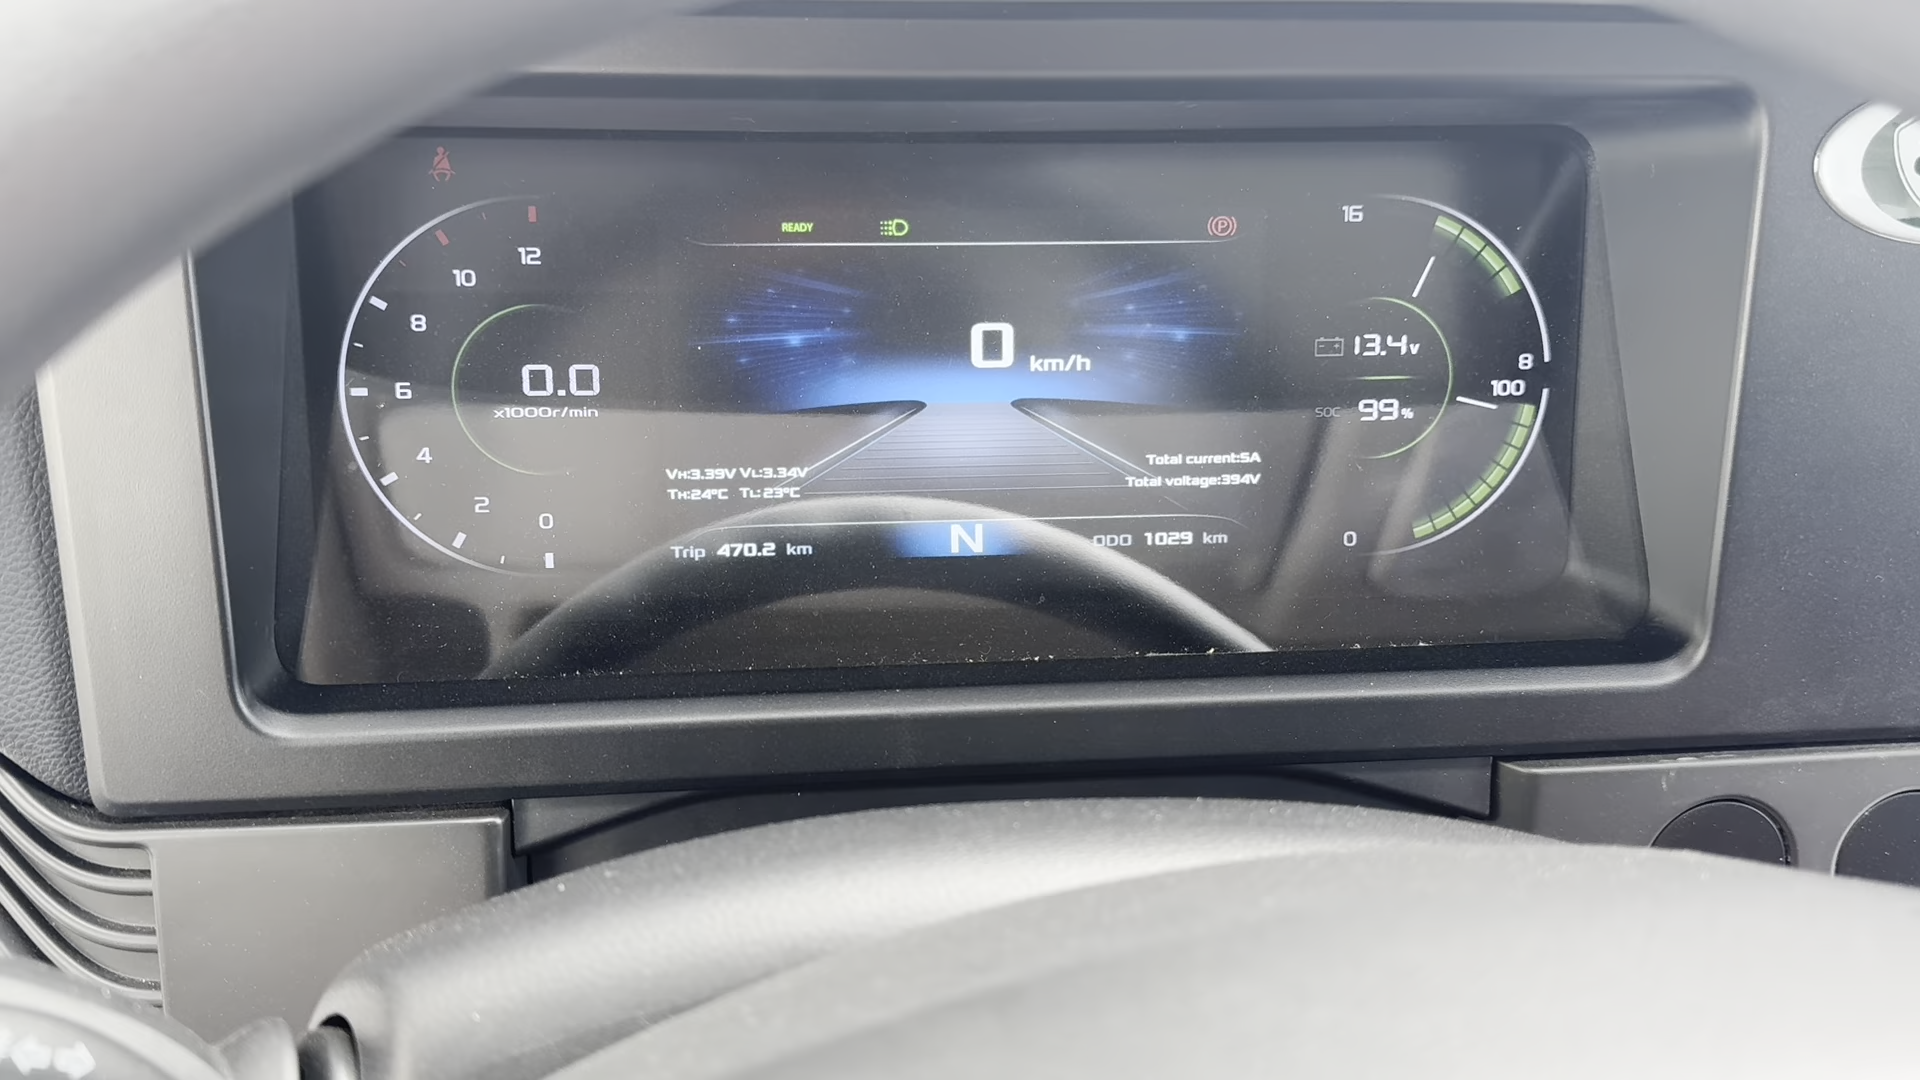 READY
P
16
12
10
8
0 km/h
13.4v
8
100
0.0
6
x1000r/min
SOC 99%
4
Total current:5A
VH:3.39V VL:3.34V
Total voltage:394V
TH:24°C TL:23°C
2
0
N
0
Trip 470.2 km
ODO 1029 km